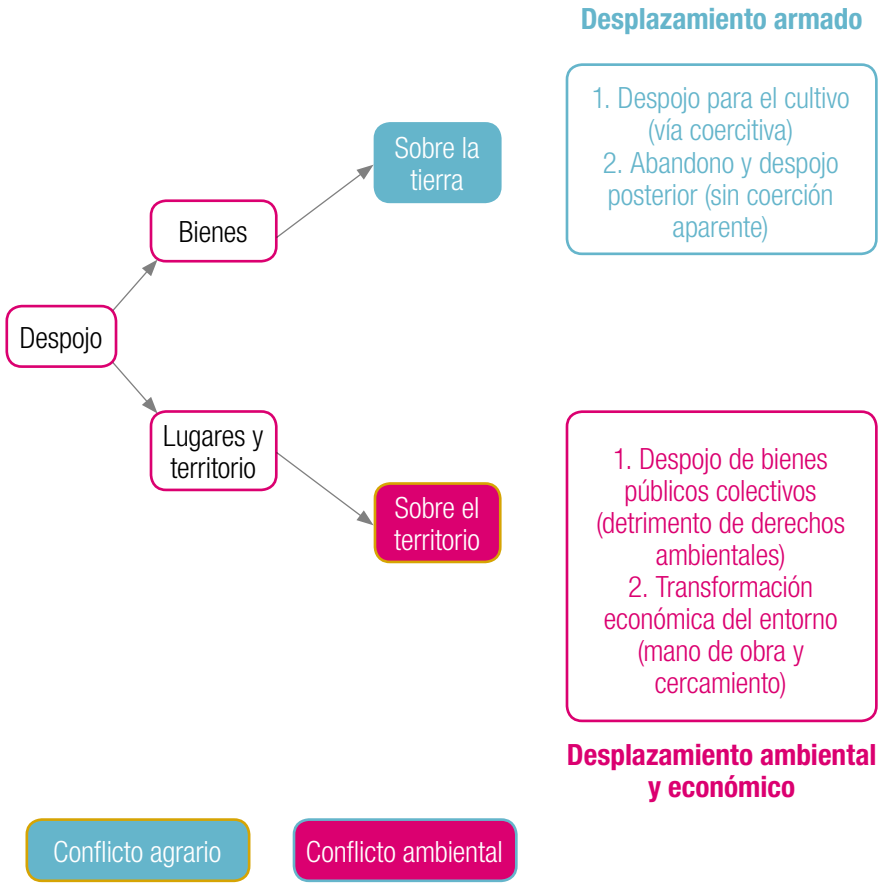 Desplazamiento armado
1. Despojo para el cultivo
(vía coercitiva)
2. Abandono y despojo
posterior (sin coerción
aparente)
Sobre la
tierra
Bienes
Despojo
Lugares y
territorio
Sobre el
territorio
1. Despojo de bienes
públicos colectivos
(detrimento de derechos
ambientales)
2. Transformación
económica del entorno
(mano de obra y
cercamiento)
Desplazamiento ambiental
y económico
Conflicto agrario
Conflicto ambiental